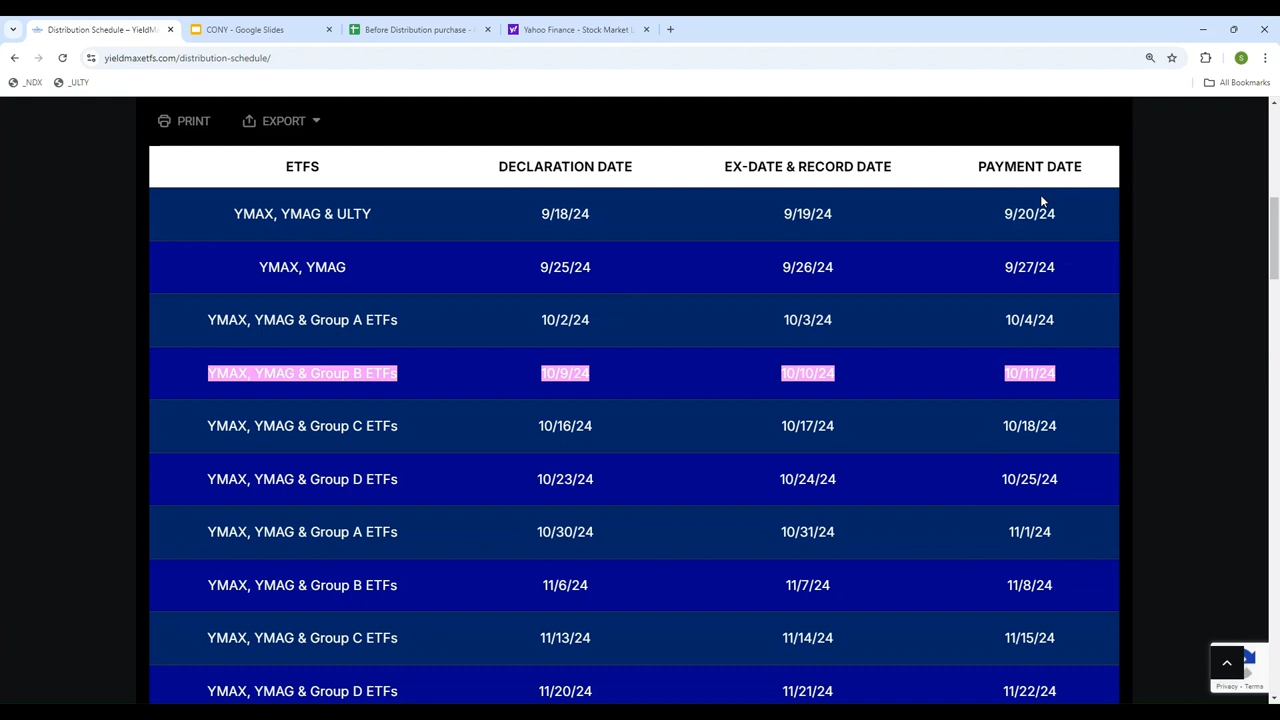 Distribution Schedule – YieldMa
CONY - Google Slides
Before Distribution purchase -
Yahoo Finance - Stock Market L
yieldmaxetfs.com/distribution-schedule/
S
_NDX
_ULTY
All Bookmarks
PRINT
EXPORT
ETFS DECLARATION DATE EX-DATE & RECORD DATE PAYMENT DATE
YMAX, YMAG & ULTY 9/18/24 9/19/24 9/20/24
YMAX, YMAG 9/25/24 9/26/24 9/27/24
YMAX, YMAG & Group A ETFs 10/2/24 10/3/24 10/4/24
YMAX, YMAG & Group B ETFs 10/9/24 10/10/24 10/11/24
YMAX, YMAG & Group C ETFs 10/16/24 10/17/24 10/18/24
YMAX, YMAG & Group D ETFs 10/23/24 10/24/24 10/25/24
YMAX, YMAG & Group A ETFs 10/30/24 10/31/24 11/1/24
YMAX, YMAG & Group B ETFs 11/6/24 11/7/24 11/8/24
YMAX, YMAG & Group C ETFs 11/13/24 11/14/24 11/15/24
YMAX, YMAG & Group D ETFs 11/20/24 11/21/24 11/22/24
Privacy - Terms